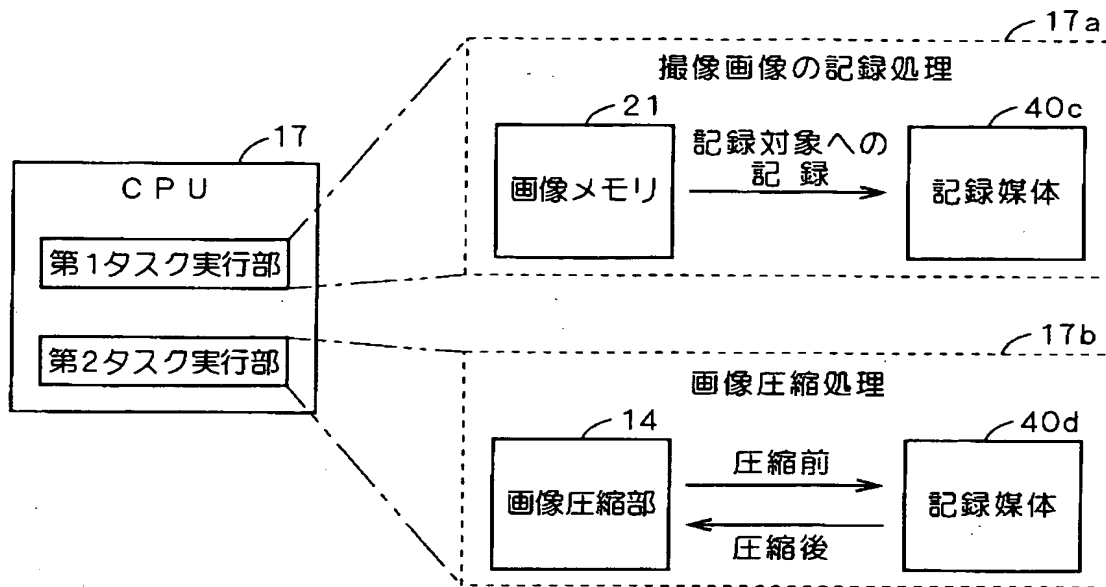 17a
撮像画像の記録処理
17
21
40c
CPU
記録対象への
記録
画像メモリ
記録媒体
第1タスク実行部
第2タスク実行部
17b
画像圧縮処理
14
40d
圧縮前
画像圧縮部
記録媒体
圧縮後